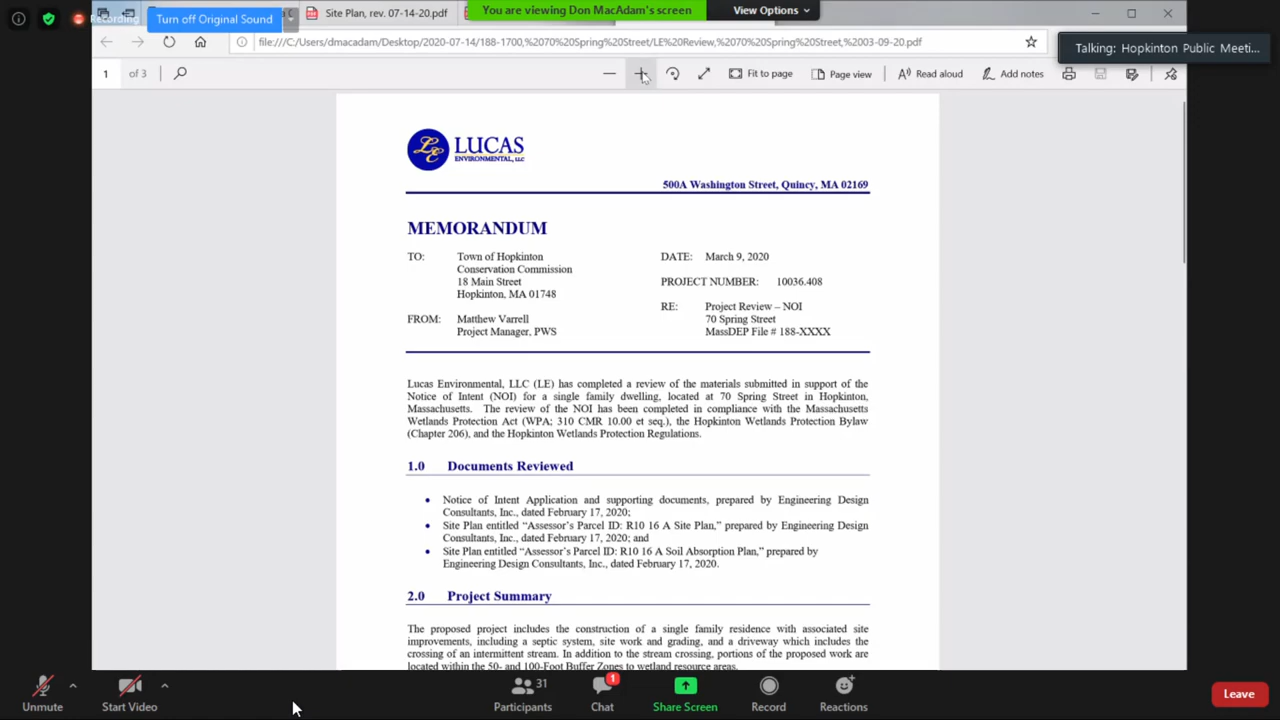 Recording
Turn off Original Sound
Site Plan, rev. 07-14-20.pdf
You are viewing Don MacAdam's screen
View Options
file:///C:/Users/dmacadam/Desktop/2020-07-14/188-1700,%2070%20Spring%20Street/LE%20Review,%2070%20Spring%20Street,%2003-09-20.pdf
Talking: Hopkinton Public Meeti...
1 of 3
Fit to page
Page view
Read aloud
Add notes
LE LUCAS
ENVIRONMENTAL, LLC
500A Washington Street, Quincy, MA 02169
MEMORANDUM
TO: Town of Hopkinton
Conservation Commission
18 Main Street
Hopkinton, MA 01748
FROM: Matthew Varrell
Project Manager, PWS
DATE: March 9, 2020
PROJECT NUMBER: 10036.408
RE: Project Review – NOI
70 Spring Street
MassDEP File # 188-XXXX
Lucas Environmental, LLC (LE) has completed a review of the materials submitted in support of the
Notice of Intent (NOI) for a single family dwelling, located at 70 Spring Street in Hopkinton,
Massachusetts. The review of the NOI has been completed in compliance with the Massachusetts
Wetlands Protection Act (WPA; 310 CMR 10.00 et seq.), the Hopkinton Wetlands Protection Bylaw
(Chapter 206), and the Hopkinton Wetlands Protection Regulations.
1.0 Documents Reviewed
• Notice of Intent Application and supporting documents, prepared by Engineering Design
Consultants, Inc., dated February 17, 2020;
• Site Plan entitled “Assessor’s Parcel ID: R10 16 A Site Plan,” prepared by Engineering Design
Consultants, Inc., dated February 17, 2020; and
• Site Plan entitled “Assessor’s Parcel ID: R10 16 A Soil Absorption Plan,” prepared by
Engineering Design Consultants, Inc., dated February 17, 2020.
2.0 Project Summary
The proposed project includes the construction of a single family residence with associated site
improvements, including a septic system, site work and grading, and a driveway which includes the
crossing of an intermittent stream. In addition to the stream crossing, portions of the proposed work are
located within the 50- and 100-Foot Buffer Zones to wetland resource areas.
Unmute
Start Video
31
Participants
1
Chat
Share Screen
Record
Reactions
Leave